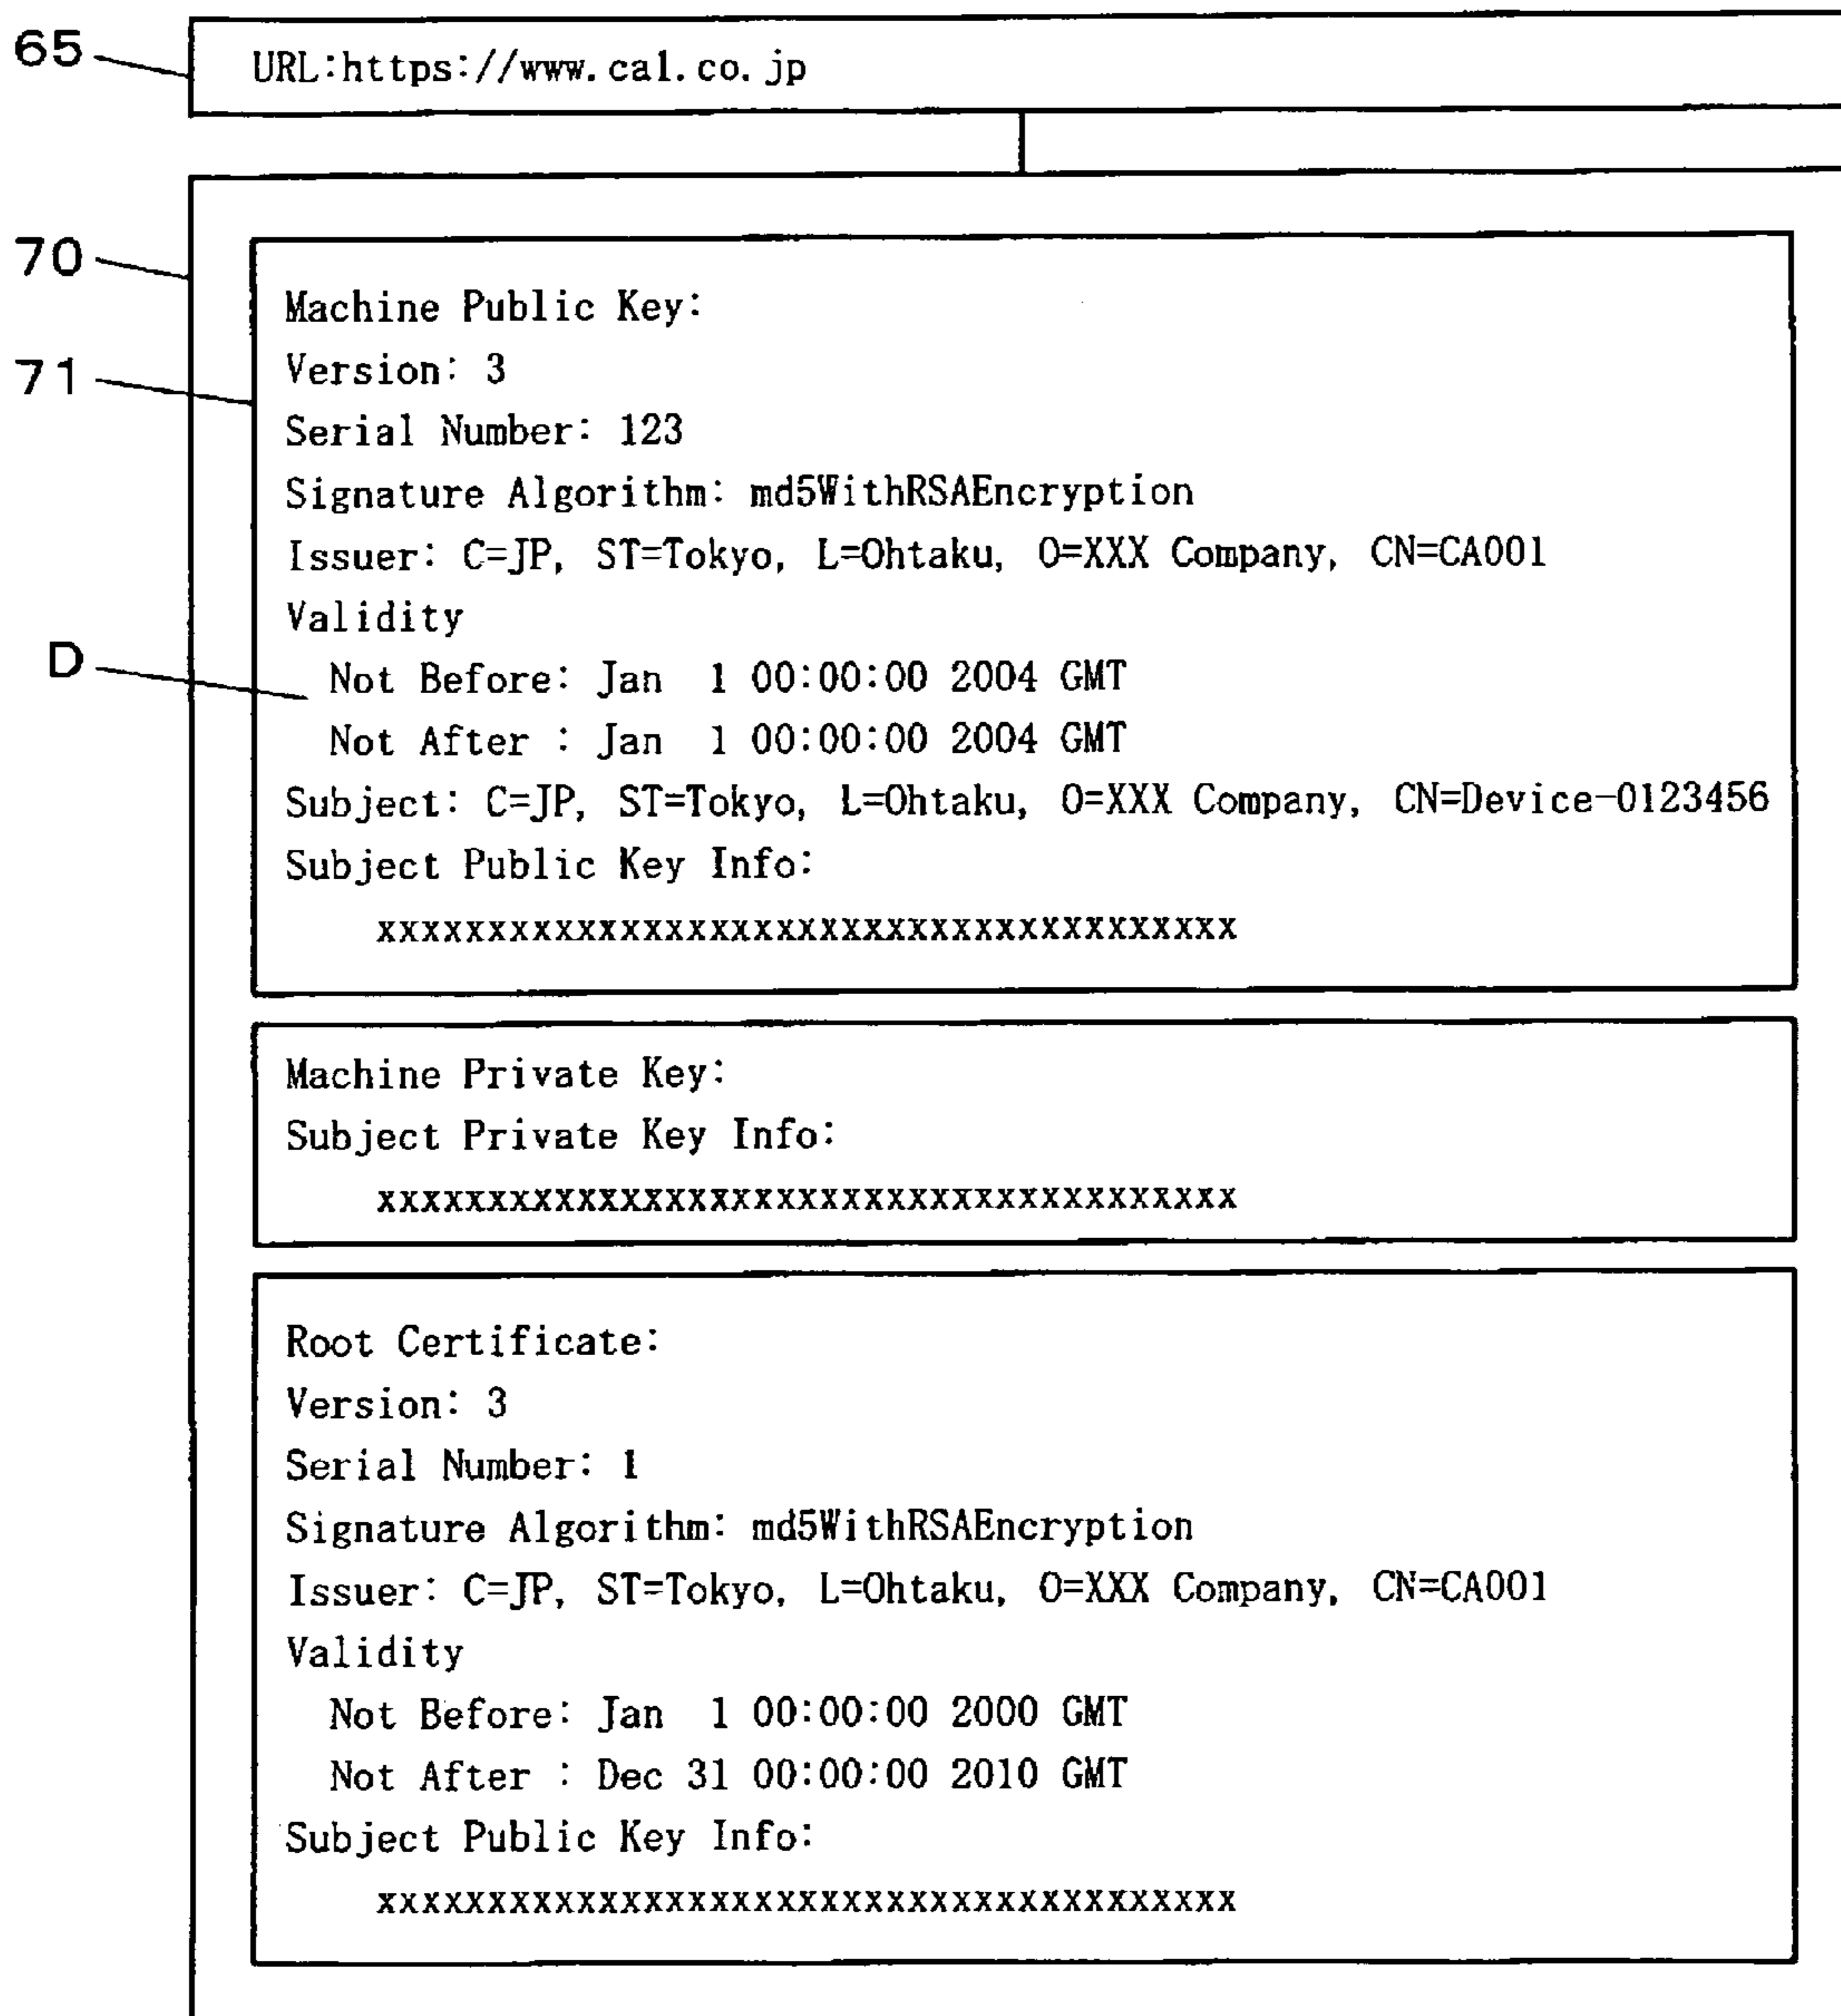 65
URL:https://www.cal.co.jp
70
71
D
Machine Public Key:
Version: 3
Serial Number: 123
Signature Algorithm: md5WithRSAEncryption
Issuer: C=JP, ST=Tokyo, L=Ohtaku, O=XXX Company, CN=CA001
Validity
Not Before: Jan 1 00:00:00 2004 GMT
Not After : Jan 1 00:00:00 2004 GMT
Subject: C=JP, ST=Tokyo, L=Ohtaku, O=XXX Company, CN=Device-0123456
Subject Public Key Info:
xxxxxxxxxxxxxxxxxxxxxxxxxxxxxxxxxxxxxxx
Machine Private Key:
Subject Private Key Info:
xxxxxxxxxxxxxxxxxxxxxxxxxxxxxxxxxxxxxxx
Root Certificate:
Version: 3
Serial Number: 1
Signature Algorithm: md5WithRSAEncryption
Issuer: C=JP, ST=Tokyo, L=Ohtaku, O=XXX Company, CN=CA001
Validity
Not Before: Jan 1 00:00:00 2000 GMT
Not After : Dec 31 00:00:00 2010 GMT
Subject Public Key Info:
xxxxxxxxxxxxxxxxxxxxxxxxxxxxxxxxxxxxxxx